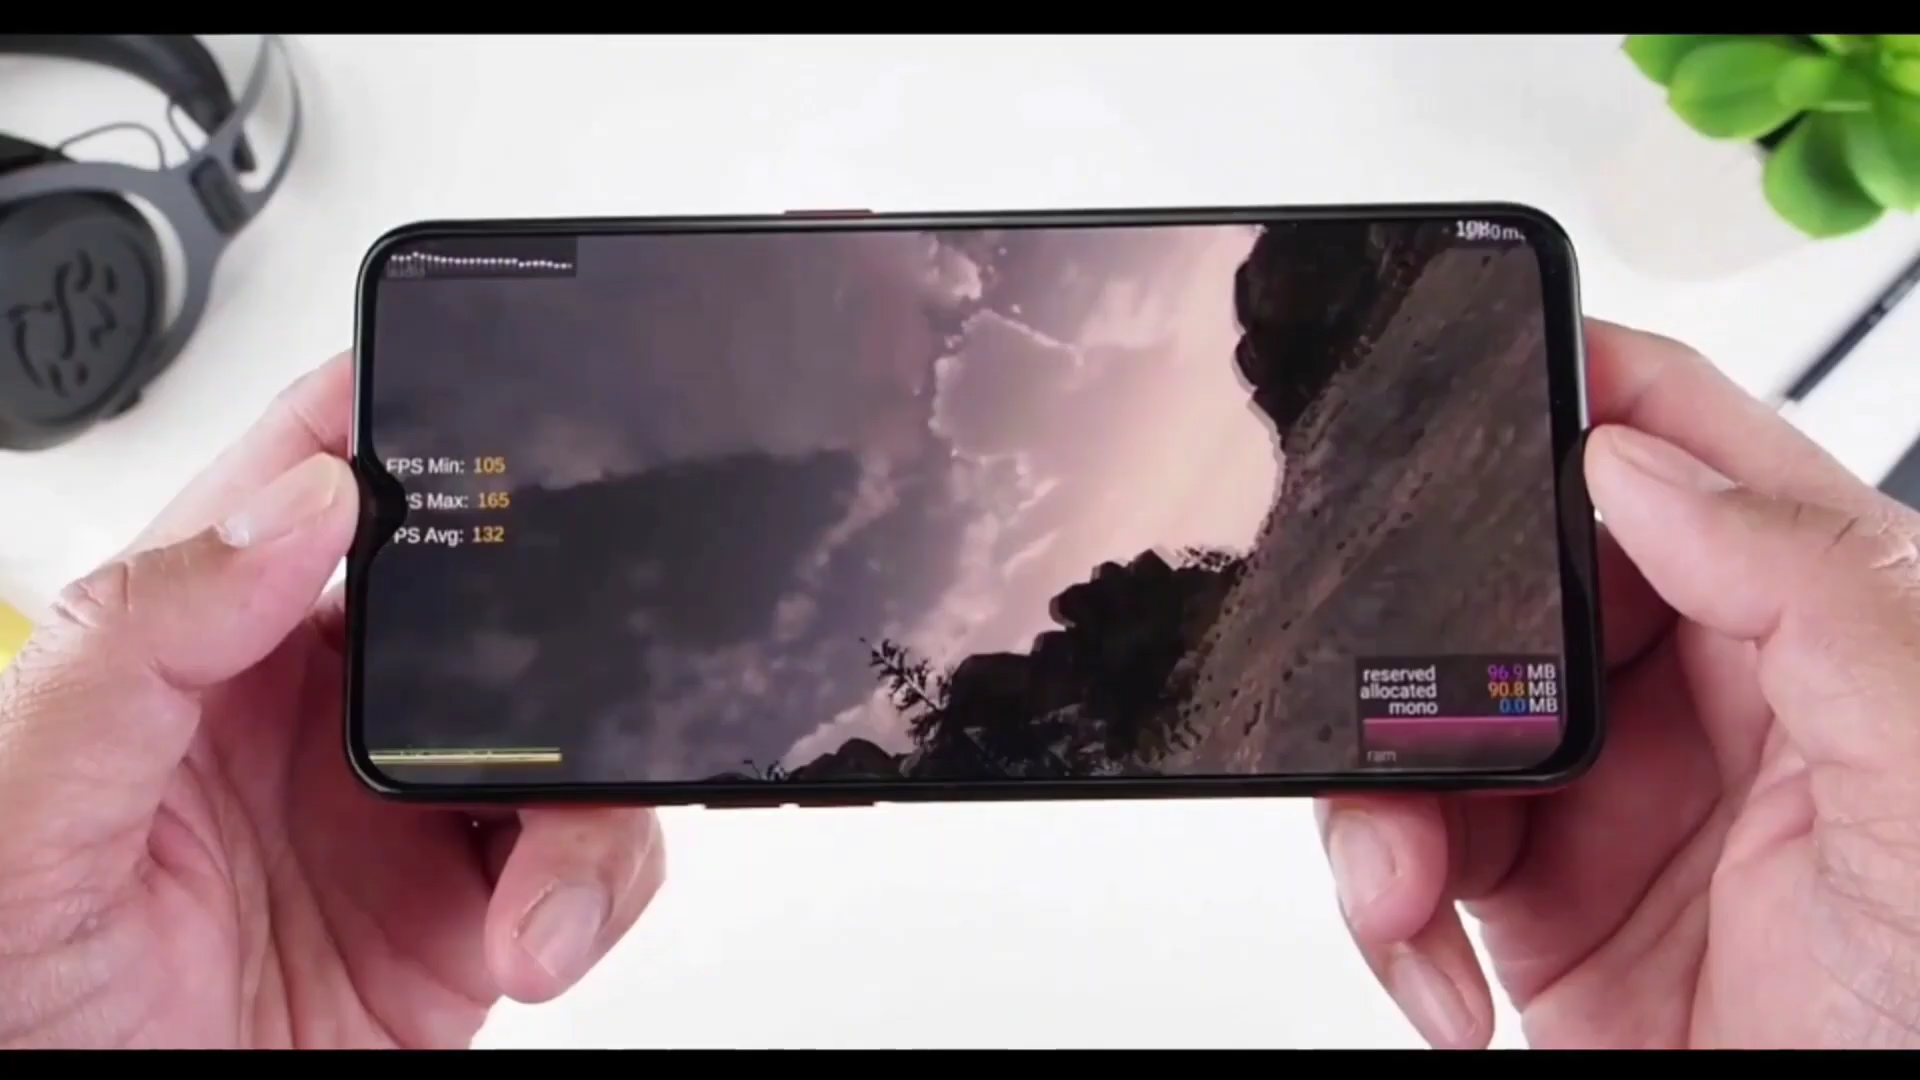 FPS Min: 105
PS Max: 165
PS Avg: 132
reserved 96.9 MB
allocated 90.8 MB
mono 0.0 MB
ram